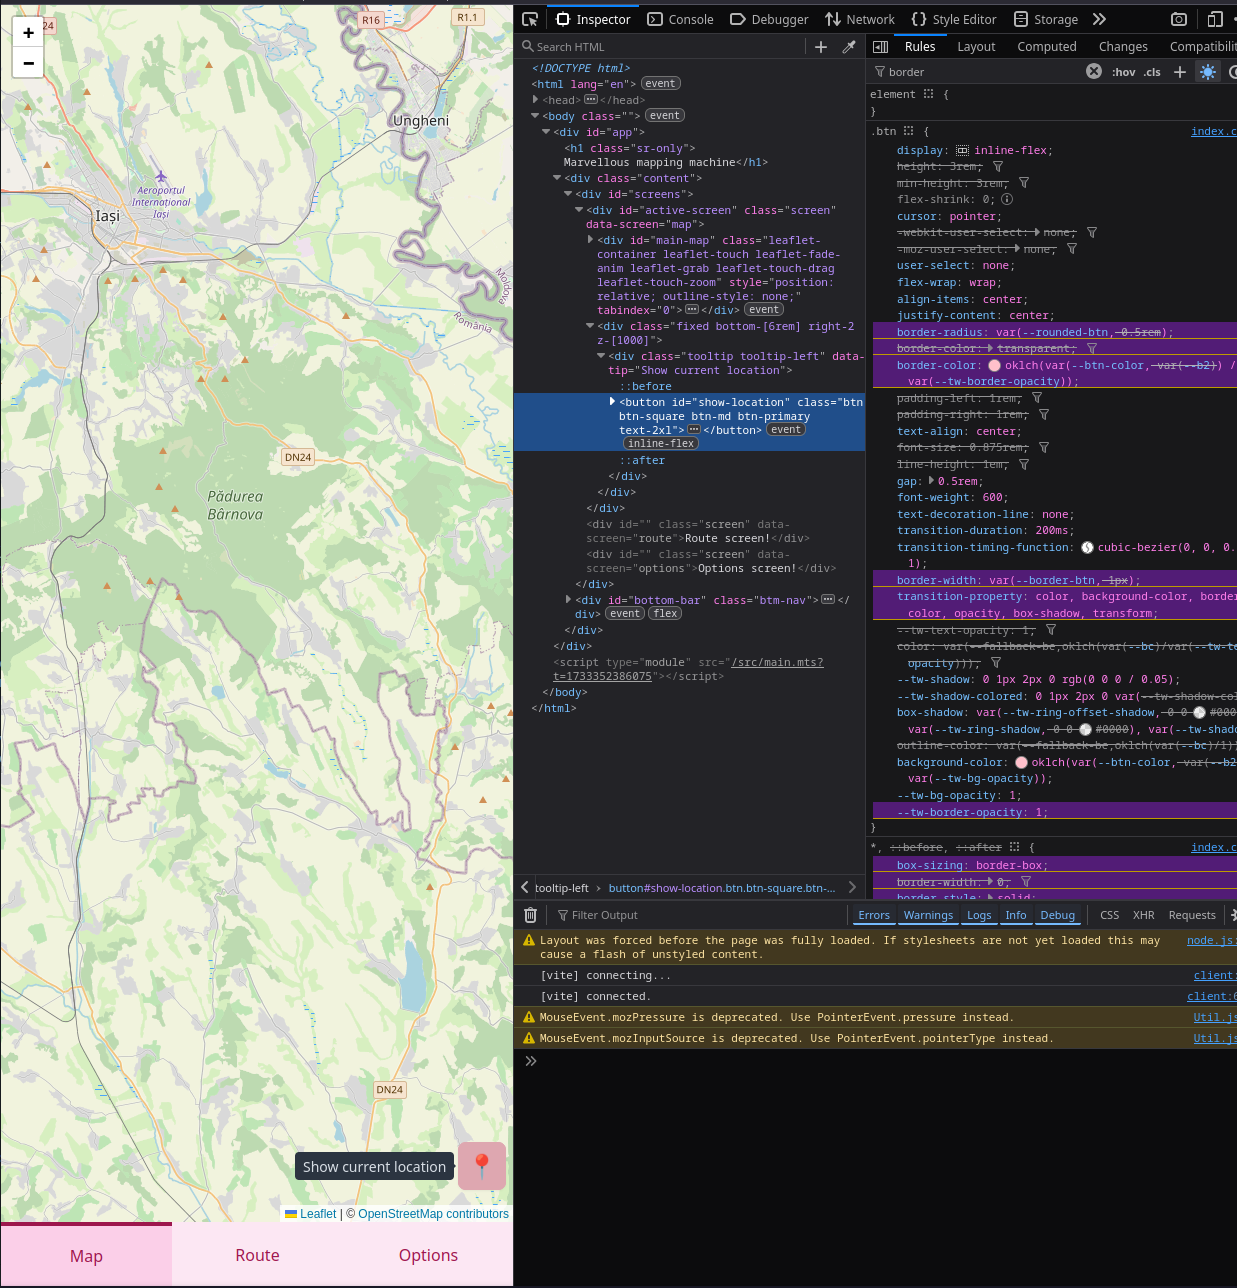 +
−
24
R16
R1.1
Ungheni
Aeroportul
Internațional
Iași
Iași
Moldova
România
DN24
Pădurea
Bârnova
DN24
Show current location
Leaflet | © OpenStreetMap contributors
Map
Route
Options
Inspector
Console
Debugger
Network
Style Editor
Storage
Search HTML
<!DOCTYPE html>
<html lang="en"> event
<head> </head>
<body class=""> event
<div id="app">
<h1 class="sr-only">
Marvellous mapping machine</h1>
<div class="content">
<div id="screens">
<div id="active-screen" class="screen"
data-screen="map">
<div id="main-map" class="leaflet-
container leaflet-touch leaflet-fade-
anim leaflet-grab leaflet-touch-drag
leaflet-touch-zoom" style="position:
relative; outline-style: none;"
tabindex="0"> </div> event
<div class="fixed bottom-[6rem] right-2
z-[1000]">
<div class="tooltip tooltip-left" data-
tip="Show current location">
::before
<button id="show-location" class="btn
btn-square btn-md btn-primary
text-2xl"> </button> event
inline-flex
::after
</div>
</div>
</div>
<div id="" class="screen" data-
screen="route">Route screen!</div>
<div id="" class="screen" data-
screen="options">Options screen!</div>
</div>
<div id="bottom-bar" class="btm-nav"> </
div> event flex
</div>
</div>
<script type="module" src="/src/main.mts?
t=1733352386075"></script>
</body>
</html>
tooltip-left
button#show-location.btn.btn-square.btn-...
Rules
Layout
Computed
Changes
Compatibilit
border
:hov .cls +
element {
}
.btn { index.c
display: inline-flex;
height: 3rem;
min-height: 3rem;
flex-shrink: 0;
cursor: pointer;
-webkit-user-select: none;
-moz-user-select: none;
user-select: none;
flex-wrap: wrap;
align-items: center;
justify-content: center;
border-radius: var(--rounded-btn, 0.5rem);
border-color: transparent;
border-color: oklch(var(--btn-color, var(--b2)) /
var(--tw-border-opacity));
padding-left: 1rem;
padding-right: 1rem;
text-align: center;
font-size: 0.875rem;
line-height: 1em;
gap: 0.5rem;
font-weight: 600;
text-decoration-line: none;
transition-duration: 200ms;
transition-timing-function: cubic-bezier(0, 0, 0.
1);
border-width: var(--border-btn, 1px);
transition-property: color, background-color, border
color, opacity, box-shadow, transform;
--tw-text-opacity: 1;
color: var(--fallback-bc,oklch(var(--bc)/var(--tw-te
opacity)));
--tw-shadow: 0 1px 2px 0 rgb(0 0 0 / 0.05);
--tw-shadow-colored: 0 1px 2px 0 var(--tw-shadow-col
box-shadow: var(--tw-ring-offset-shadow, 0 0 #000
var(--tw-ring-shadow, 0 0 #0000), var(--tw-shado
outline-color: var(--fallback-bc,oklch(var(--bc)/1))
background-color: oklch(var(--btn-color, var(--b2
var(--tw-bg-opacity));
--tw-bg-opacity: 1;
--tw-border-opacity: 1;
}
*, ::before, ::after { index.c
box-sizing: border-box;
border-width: 0;
border-style: solid;
Filter Output
Errors
Warnings
Logs
Info
Debug
CSS
XHR
Requests
Layout was forced before the page was fully loaded. If stylesheets are not yet loaded this may node.js:
cause a flash of unstyled content.
[vite] connecting... client:
[vite] connected. client:6
MouseEvent.mozPressure is deprecated. Use PointerEvent.pressure instead. Util.js
MouseEvent.mozInputSource is deprecated. Use PointerEvent.pointerType instead. Util.js